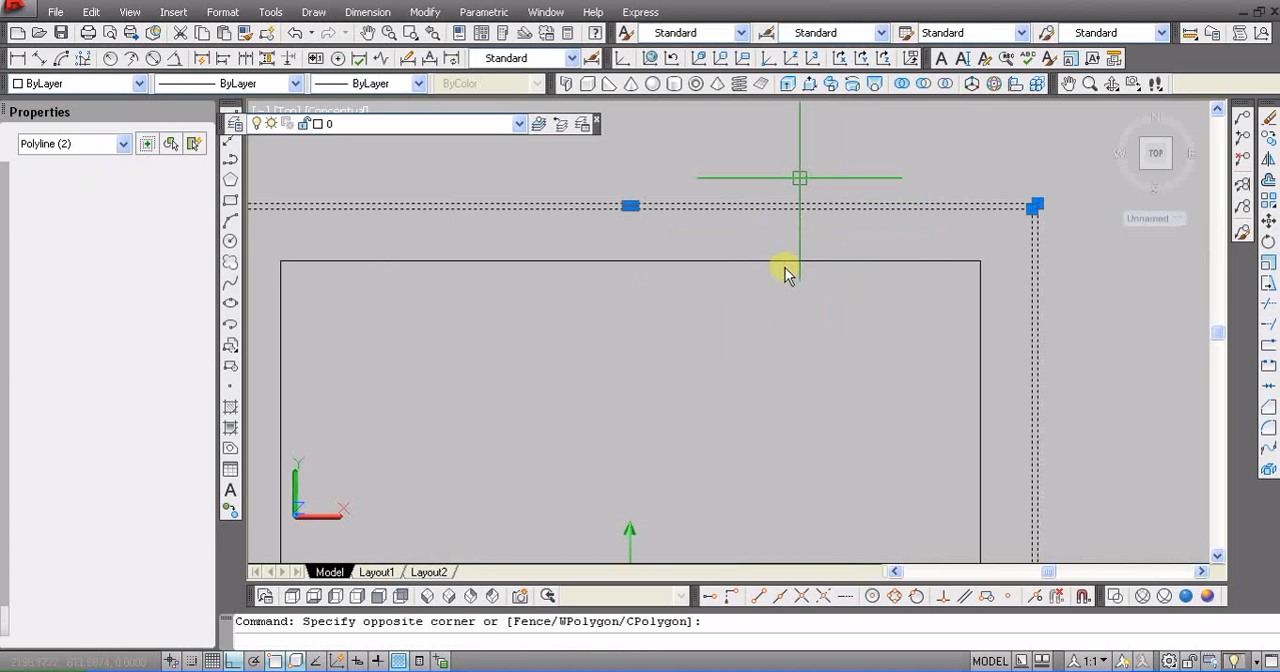 File Edit View Insert Format Tools Draw Dimension Modify Parametric Window Help Express
Standard Standard Standard Standard
Standard
ByLayer ByLayer ByLayer ByColor
Properties
[-] [Top] [Conceptual]
0
Polyline (2)
N
W TOP E
S
Unnamed
Y
X
Z
A
Model Layout1 Layout2
Command: Specify opposite corner or [Fence/WPolygon/CPolygon]:
MODEL 1:1